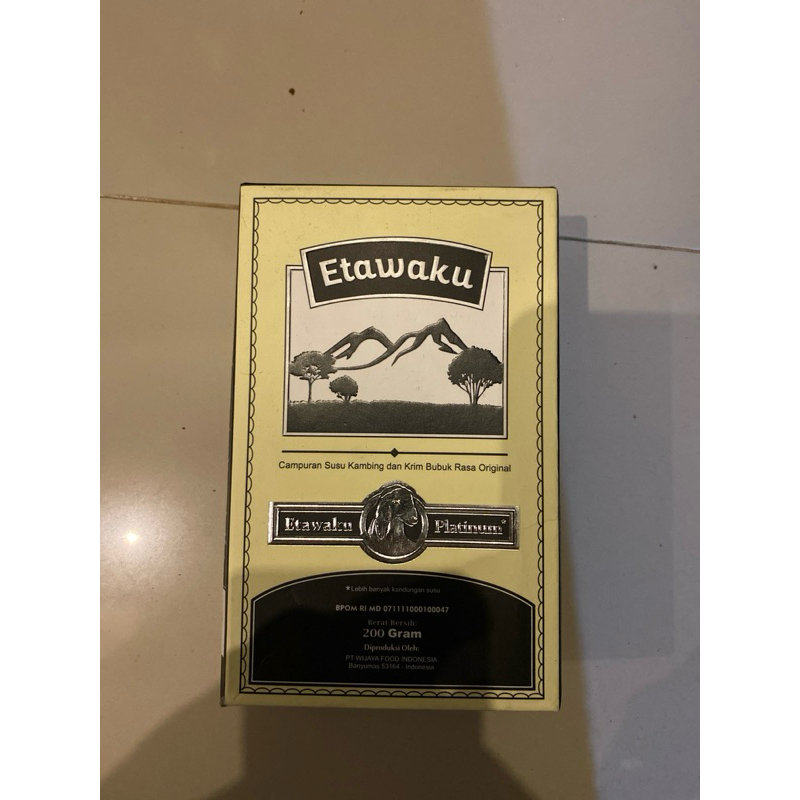 Etawaku
Campuran Susu Kambing dan Krim Bubuk Rasa Original
Etawaku Platinum*
*Lebih banyak kandungan susu
BPOM RI MD 071111000100047
Berat Bersih:
200 Gram
Diproduksi Oleh:
PT WIJAYA FOOD INDONESIA
Banyumas 53164 - Indonesia